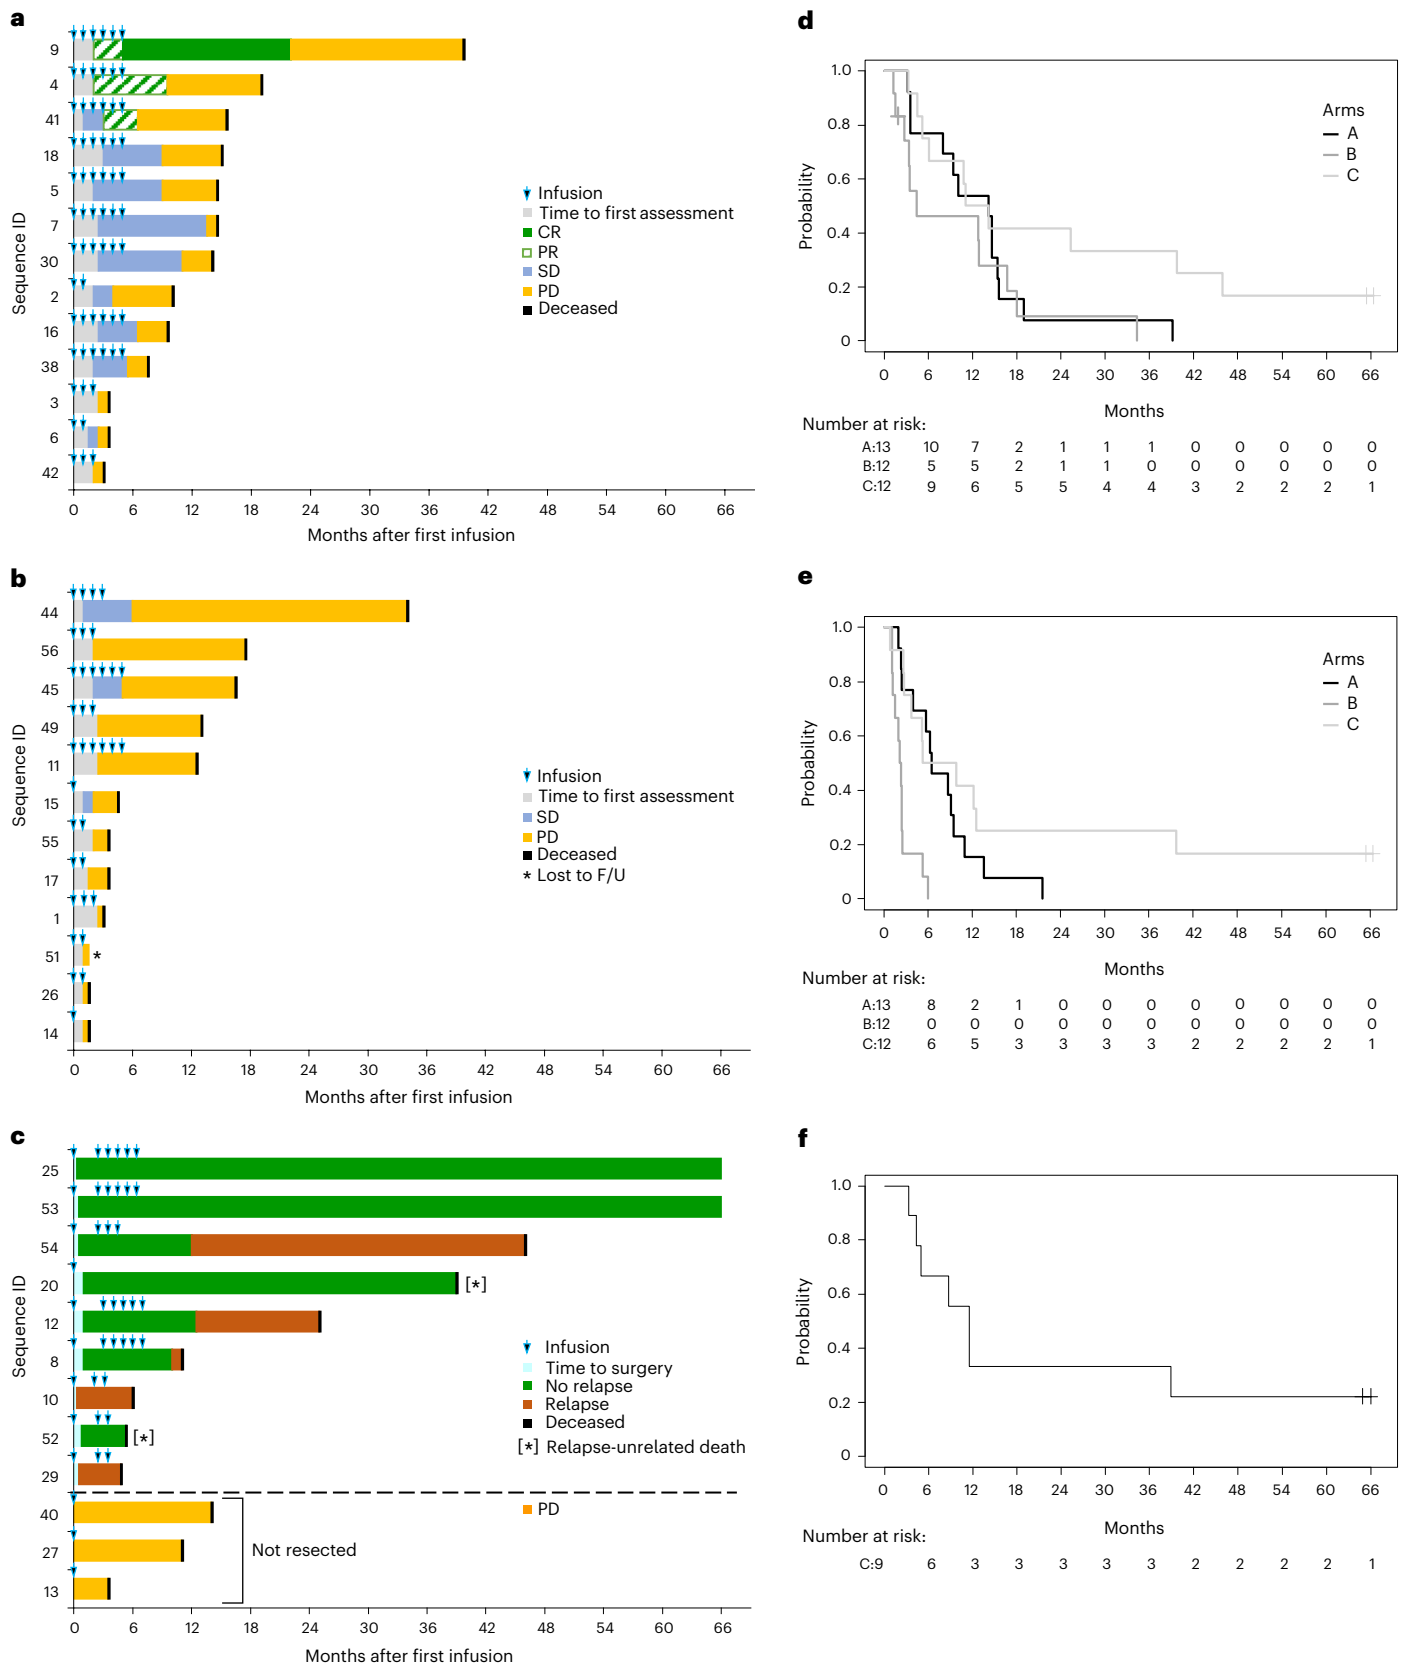 a
Sequence ID
9
4
41
18
5
7
30
2
16
38
3
6
42
Infusion
Time to first assessment
CR
PR
SD
PD
Deceased
0 6 12 18 24 30 36 42 48 54 60 66
Months after first infusion
b
Sequence ID
44
56
45
49
11
15
55
17
1
51 *
26
14
Infusion
Time to first assessment
SD
PD
Deceased
* Lost to F/U
0 6 12 18 24 30 36 42 48 54 60 66
Months after first infusion
c
Sequence ID
25
53
54
20 [*]
12
8
10
52 [*]
29
40
27
13
Infusion
Time to surgery
No relapse
Relapse
Deceased
[*] Relapse-unrelated death
PD
Not resected
0 6 12 18 24 30 36 42 48 54 60 66
Months after first infusion
d
Probability
1.0
0.8
0.6
0.4
0.2
0
Arms
A
B
C
0 6 12 18 24 30 36 42 48 54 60 66
Months
Number at risk:
A:13 10 7 2 1 1 1 0 0 0 0 0
B:12 5 5 2 1 1 0 0 0 0 0 0
C:12 9 6 5 5 4 4 3 2 2 2 1
e
Probability
1.0
0.8
0.6
0.4
0.2
0
Arms
A
B
C
0 6 12 18 24 30 36 42 48 54 60 66
Months
Number at risk:
A:13 8 2 1 0 0 0 0 0 0 0 0
B:12 0 0 0 0 0 0 0 0 0 0 0
C:12 6 5 3 3 3 3 2 2 2 2 1
f
Probability
1.0
0.8
0.6
0.4
0.2
0
0 6 12 18 24 30 36 42 48 54 60 66
Months
Number at risk:
C:9 6 3 3 3 3 3 2 2 2 2 1